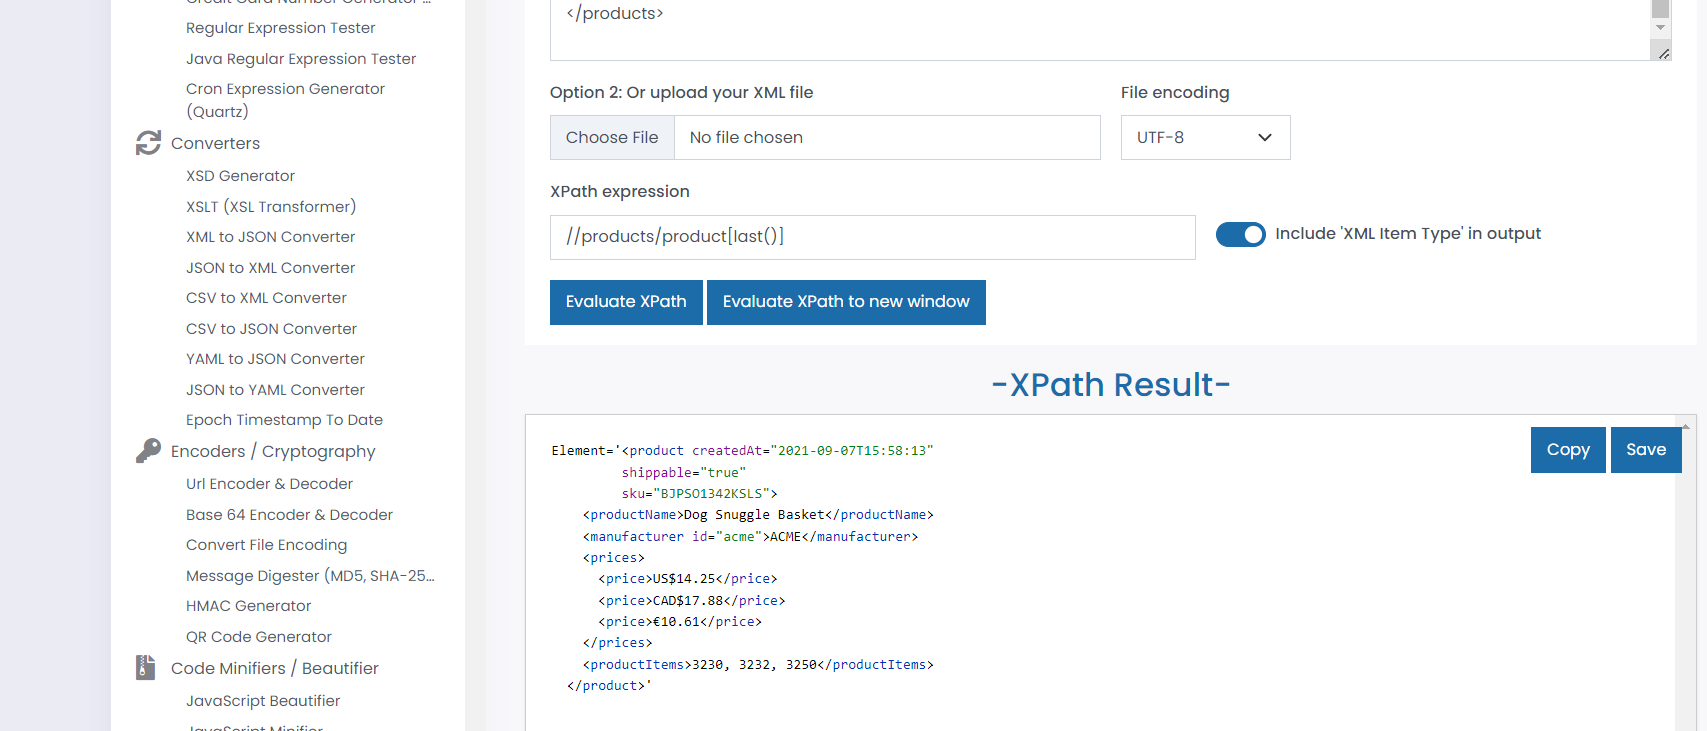 Credit Card Number Generator ...
Regular Expression Tester
Java Regular Expression Tester
Cron Expression Generator
(Quartz)
Converters
XSD Generator
XSLT (XSL Transformer)
XML to JSON Converter
JSON to XML Converter
CSV to XML Converter
CSV to JSON Converter
YAML to JSON Converter
JSON to YAML Converter
Epoch Timestamp To Date
Encoders / Cryptography
Url Encoder & Decoder
Base 64 Encoder & Decoder
Convert File Encoding
Message Digester (MD5, SHA-25...
HMAC Generator
QR Code Generator
Code Minifiers / Beautifier
JavaScript Beautifier
JavaScript Minifier
</products>
Option 2: Or upload your XML file
File encoding
Choose File
No file chosen
UTF-8
XPath expression
//products/product[last()]
Include 'XML Item Type' in output
Evaluate XPath
Evaluate XPath to new window
-XPath Result-
Copy
Save
Element='<product createdAt="2021-09-07T15:58:13"
shippable="true"
sku="BJPSO1342KSLS">
<productName>Dog Snuggle Basket</productName>
<manufacturer id="acme">ACME</manufacturer>
<prices>
<price>US$14.25</price>
<price>CAD$17.88</price>
<price>€10.61</price>
</prices>
<productItems>3230, 3232, 3250</productItems>
</product>'